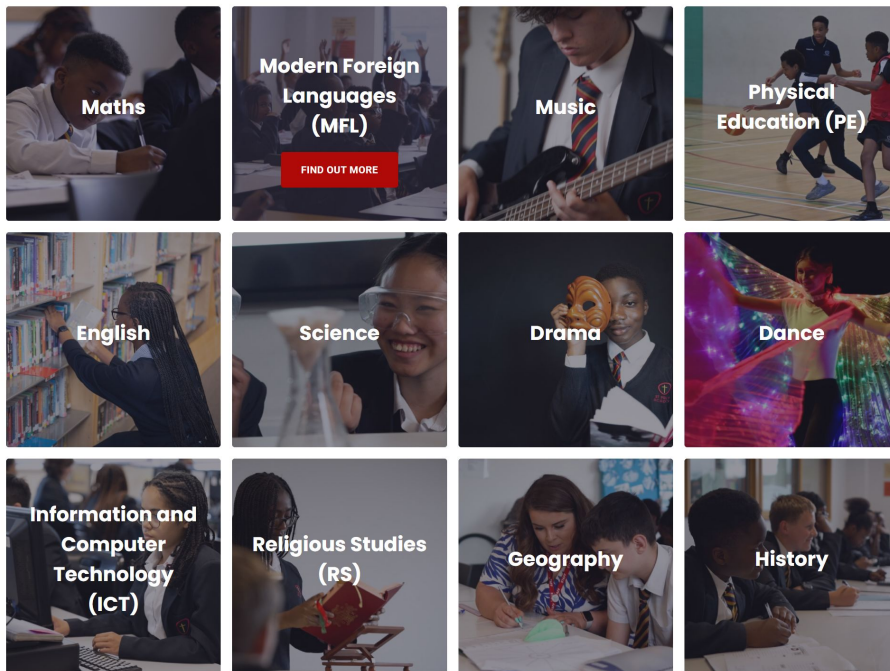 Maths
Modern Foreign
Languages
(MFL)
FIND OUT MORE
Music
Physical
Education (PE)
English
Science
Drama
Dance
Information and
Computer
Technology
(ICT)
Religious Studies
(RS)
Geography
History